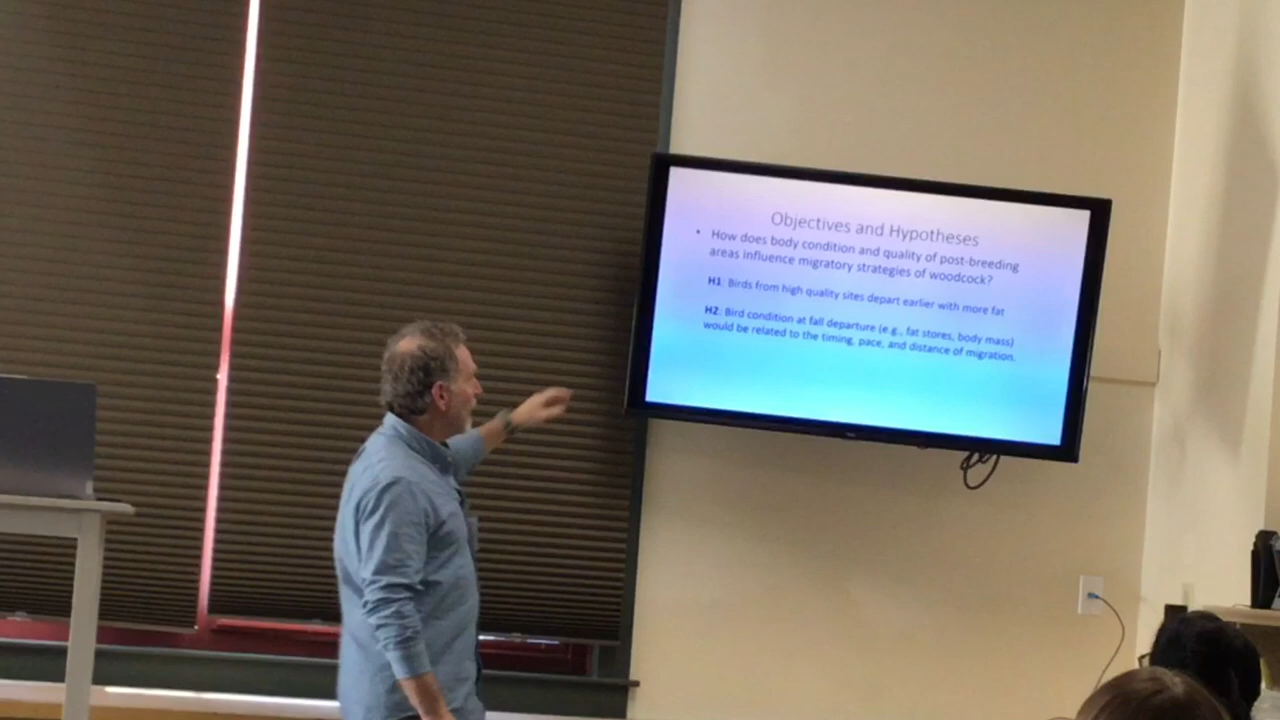 Objectives and Hypotheses
• How does body condition and quality of post-breeding
areas influence migratory strategies of woodcock?
H1: Birds from high quality sites depart earlier with more fat
H2: Bird condition at fall departure (e.g., fat stores, body mass)
would be related to the timing, pace, and distance of migration.